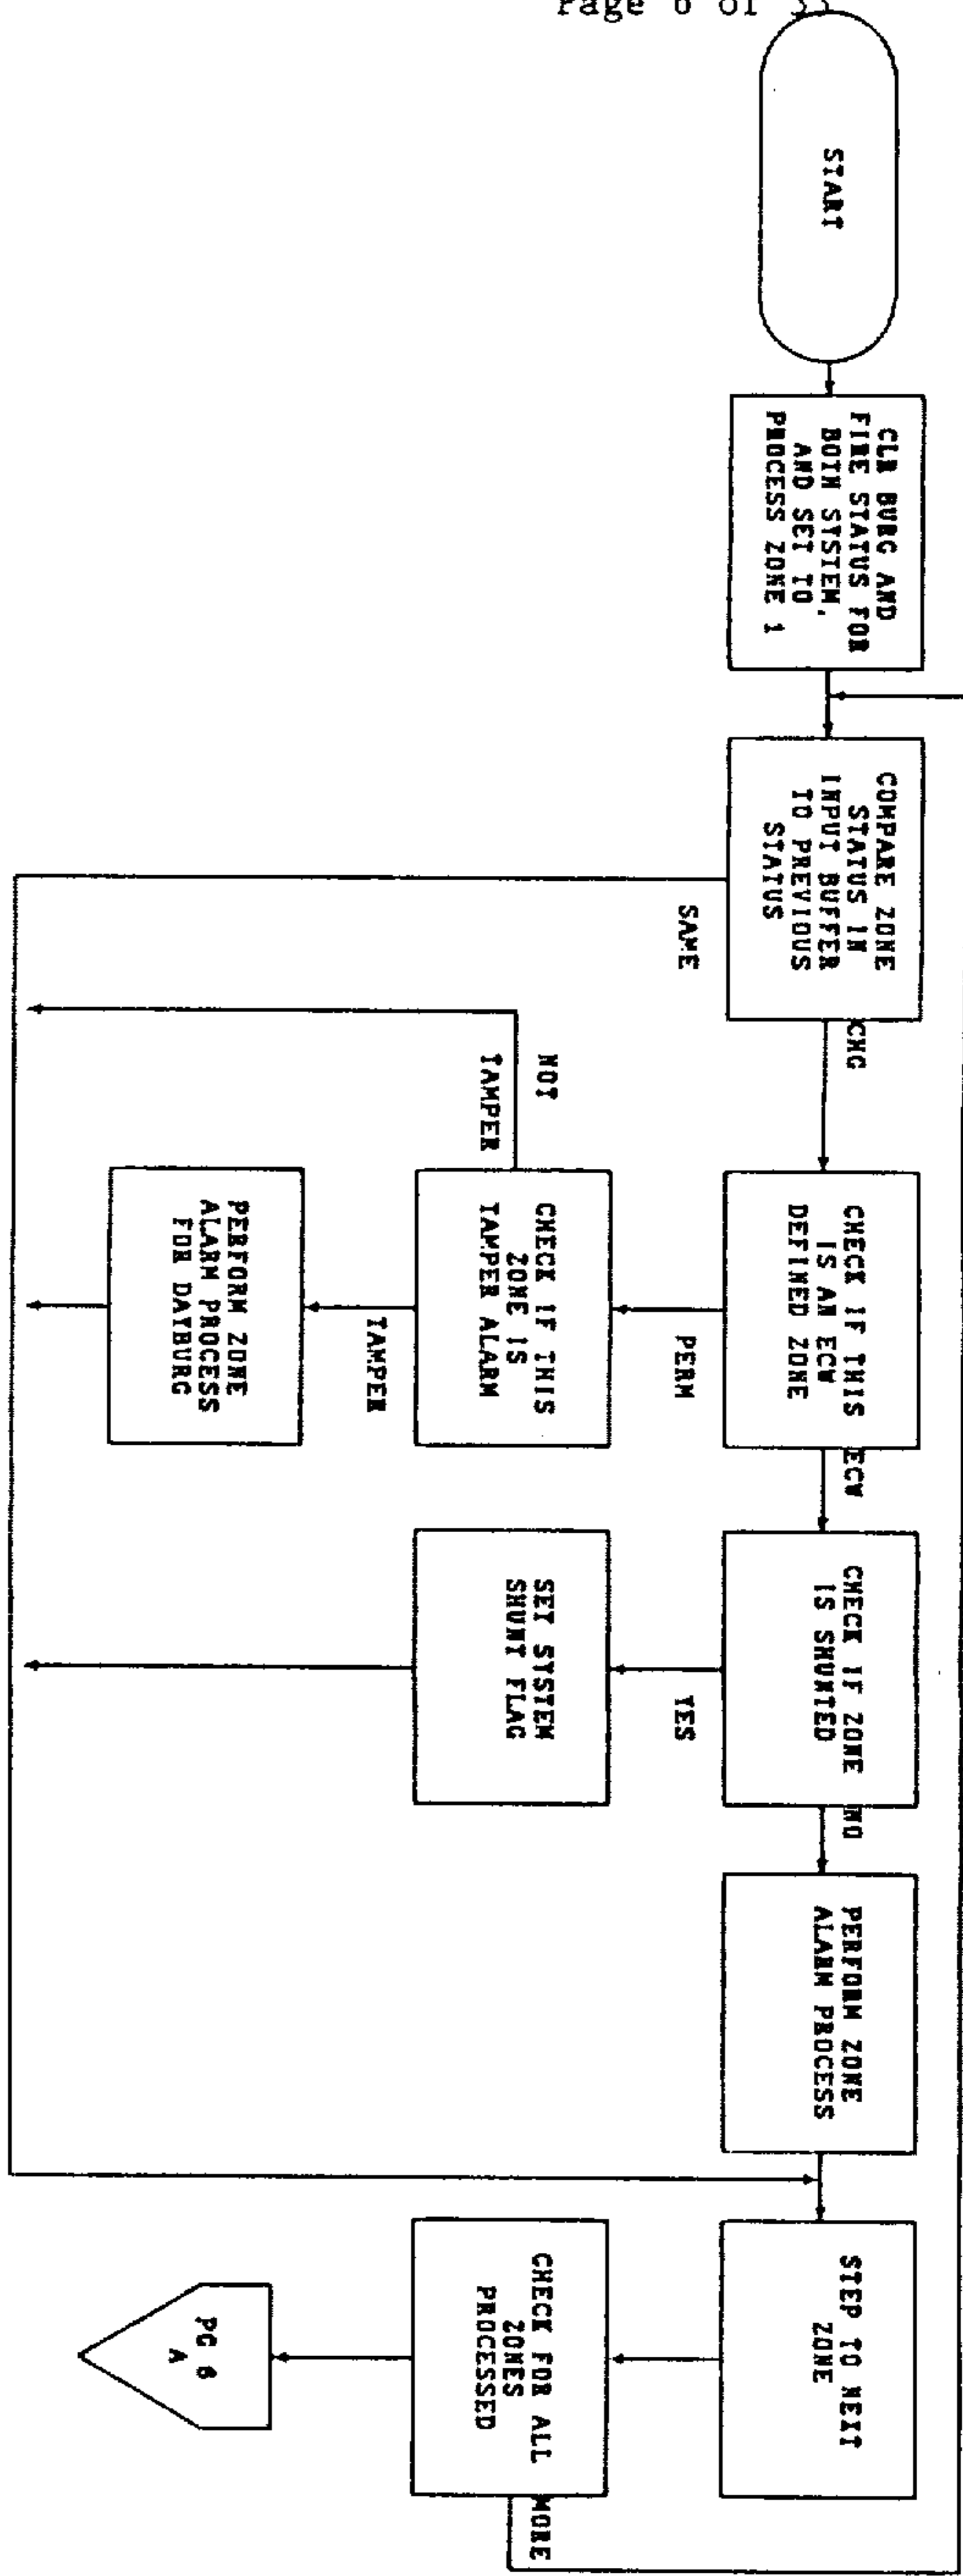 Page 6 of 33
START
CLR BURG AND
FIRE STATUS FOR
BOTH SYSTEM,
AND SET TO
PROCESS ZONE 1
COMPARE ZONE
STATUS IN
INPUT BUFFER
TO PREVIOUS
STATUS
CHG
SAME
CHECK IF THIS
IS AN ECW
DEFINED ZONE
ECW
PERM
CHECK IF THIS
ZONE IS
TAMPER ALARM
NOT
TAMPER
TAMPER
PERFORM ZONE
ALARM PROCESS
FOR DAYBURG
CHECK IF ZONE
IS SHUNTED
NO
YES
SET SYSTEM
SHUNT FLAG
PERFORM ZONE
ALARM PROCESS
STEP TO NEXT
ZONE
CHECK FOR ALL
ZONES
PROCESSED
MORE
PG 8
A